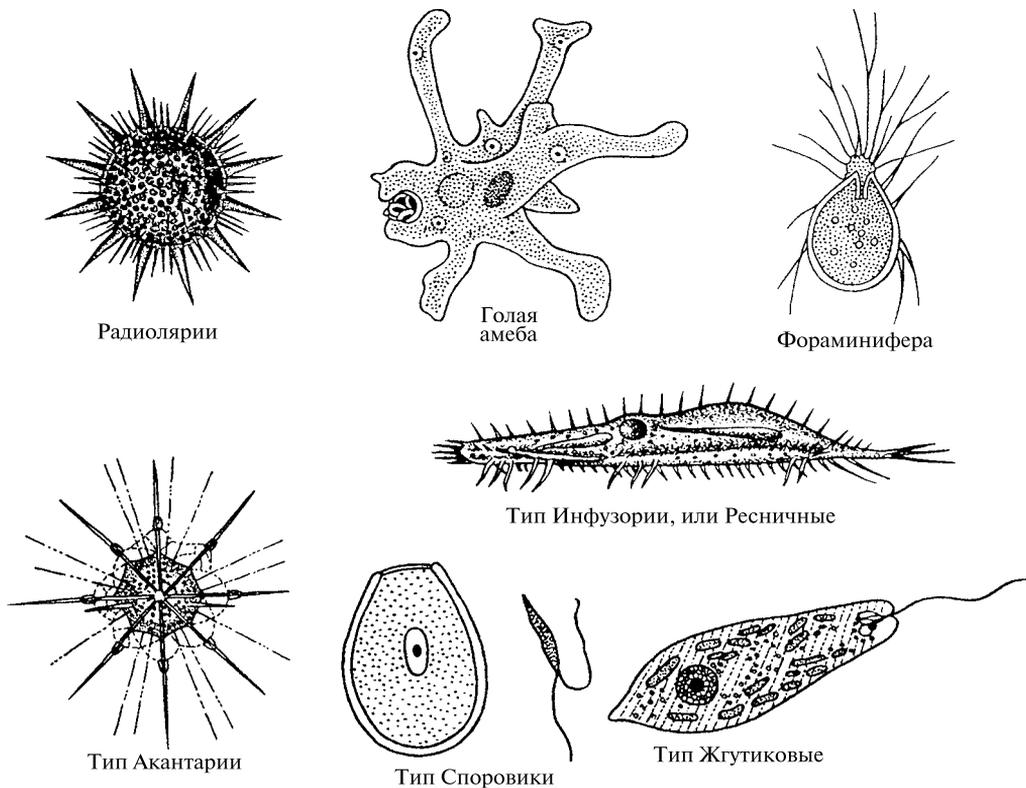 Радиолярии
Голая
амеба
Фораминифера
Тип Инфузории, или Ресничные
Тип Акантарии
Тип Споровики
Тип Жгутиковые